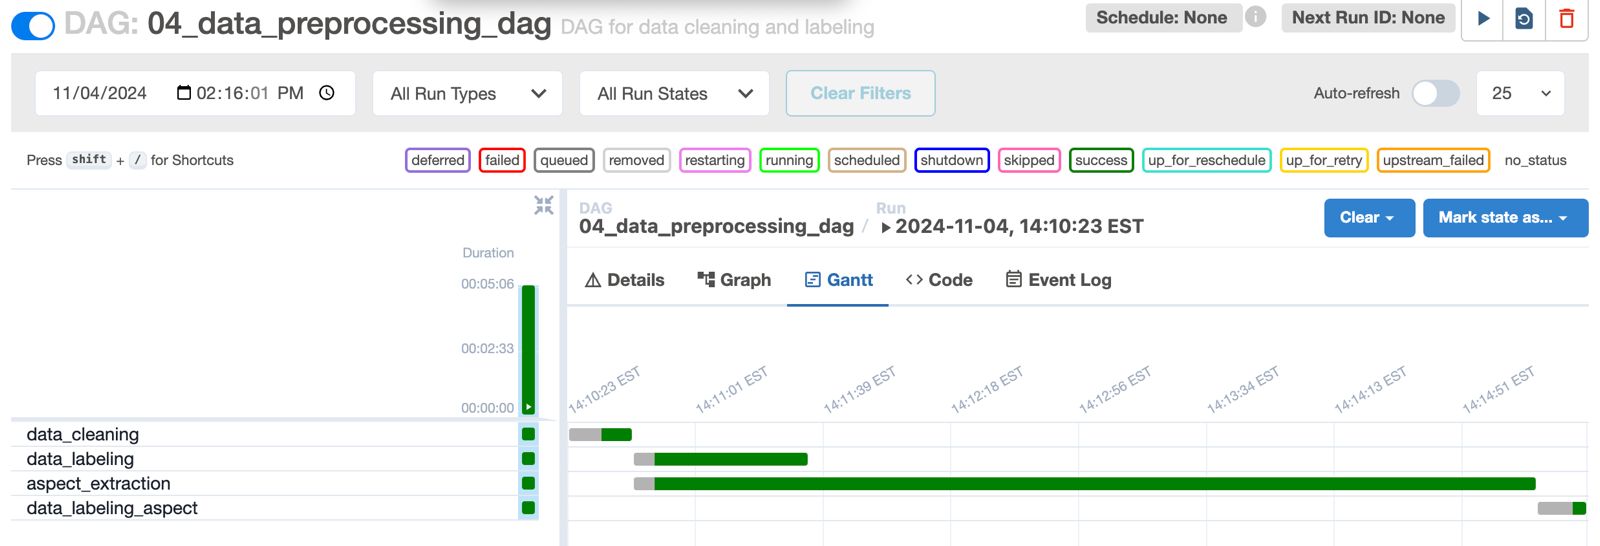 DAG: 04_data_preprocessing_dag DAG for data cleaning and labeling Schedule: None Next Run ID: None
11/04/2024 02:16:01 PM All Run Types All Run States Clear Filters Auto-refresh 25
Press shift + / for Shortcuts deferred failed queued removed restarting running scheduled shutdown skipped success up_for_reschedule up_for_retry upstream_failed no_status
DAG Run
04_data_preprocessing_dag / 2024-11-04, 14:10:23 EST Clear Mark state as...
Details Graph Gantt Code Event Log
Duration
00:05:06
00:02:33
00:00:00
14:10:23 EST 14:11:01 EST 14:11:39 EST 14:12:18 EST 14:12:56 EST 14:13:34 EST 14:14:13 EST 14:14:51 EST
data_cleaning
data_labeling
aspect_extraction
data_labeling_aspect